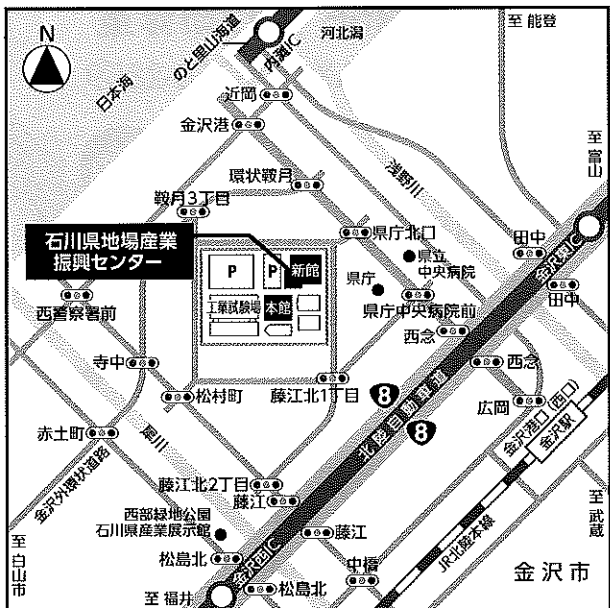 N
のと里山海道
河北潟
至 能登
内灘IC
日本海
近岡
金沢港
浅野川
至 富山
環状鞍月
鞍月3丁目
石川県地場産業
振興センター
県庁北口
県立
中央病院
田中
金沢東IC
P
P
新館
県庁
田中
西警察署前
工業試験場
本館
県庁中央病院前
西念
寺中
西念
松村町
藤江北1丁目
8
北陸自動車道
広岡
8
金沢港口(西口)
金沢駅
赤土町
犀川
金沢外環状道路
藤江北2丁目
藤江
至 武蔵
西部緑地公園
石川県産業展示館
藤江
JR北陸本線
至 白山市
松島北
金沢西IC
中橋
金沢市
至 福井
松島北